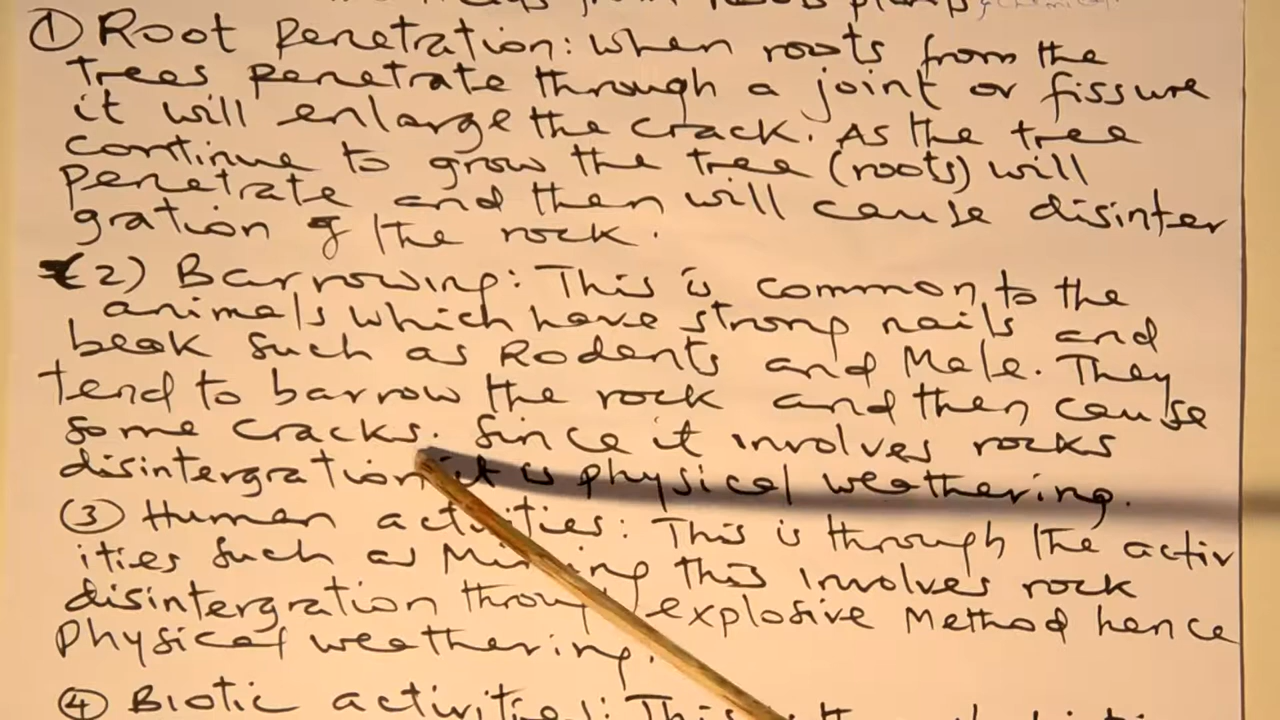 from
① Root Penetration: when roots from the
Trees penetrate through a joint or fissure
it will enlarge the crack. As the tree
continue to grow the tree (roots) will
penetrate and then will cause disinter
gration of the rock.
(2) Barrowing: This is common to the
animals which have strong nails and
beak such as Rodents and Mole. They
tend to barrow the rock and then cause
some cracks. Since it involves rocks
disintergration it is physical weathering.
③ Human activities: This is through the activ
ities such as Mining this involves rock
disintergration through explosive Method hence
Physical weathering.
④ Biotic activities: This